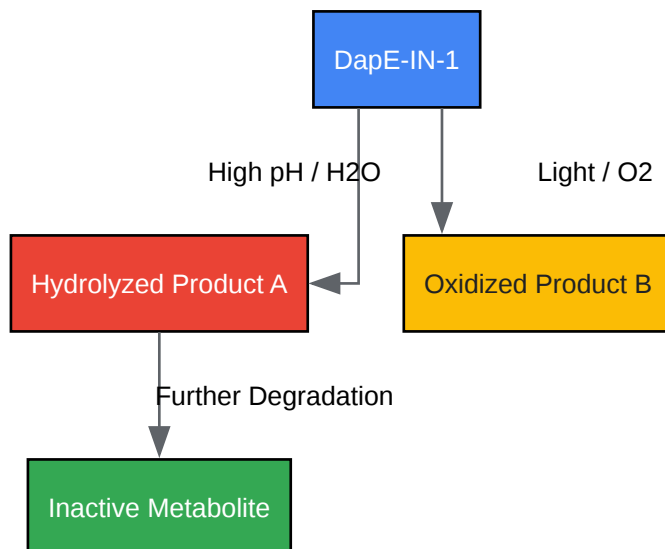 DapE-IN-1
High pH / H2O
Light / O2
Hydrolyzed Product A
Oxidized Product B
Further Degradation
Inactive Metabolite